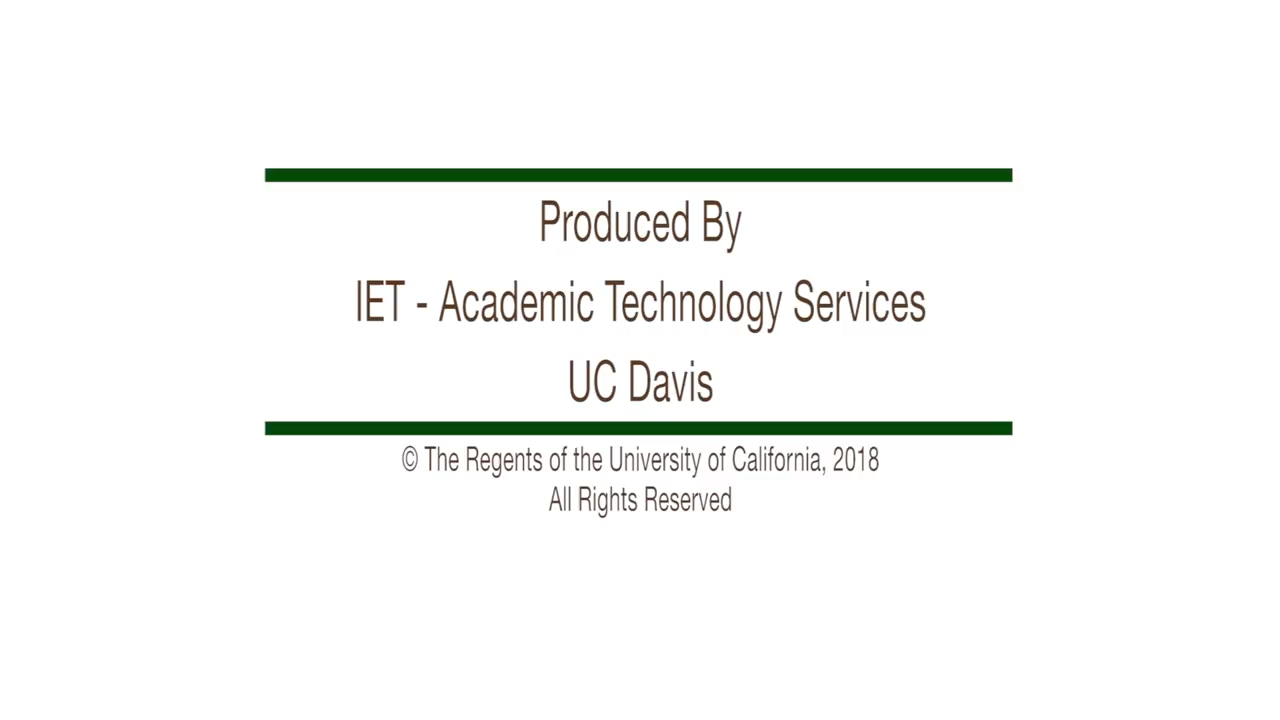 Produced By
IET - Academic Technology Services
UC Davis
© The Regents of the University of California, 2018
All Rights Reserved